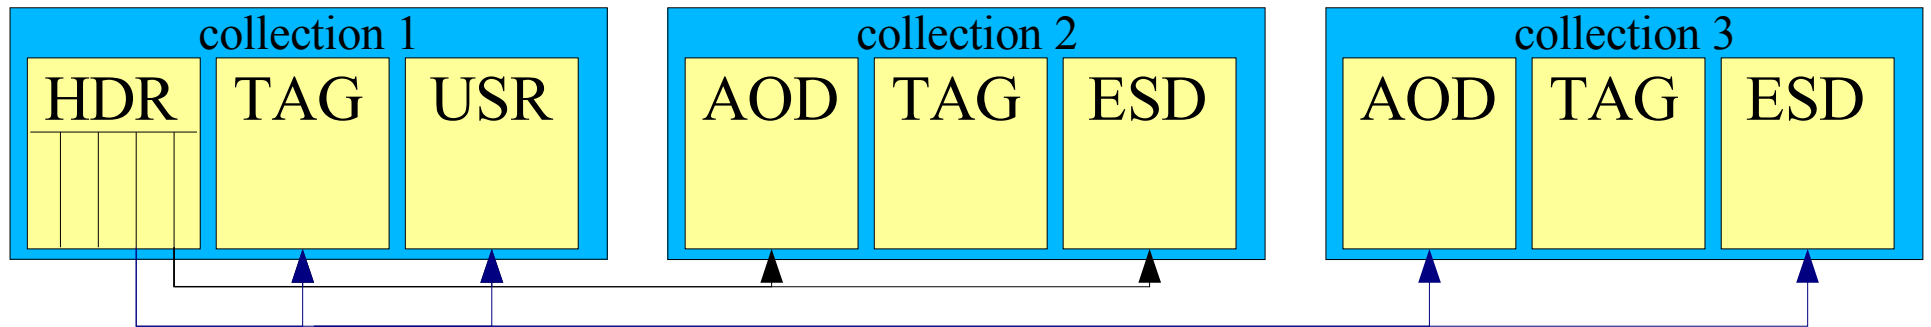 collection 1
HDR TAG USR
collection 2
AOD TAG ESD
collection 3
AOD TAG ESD